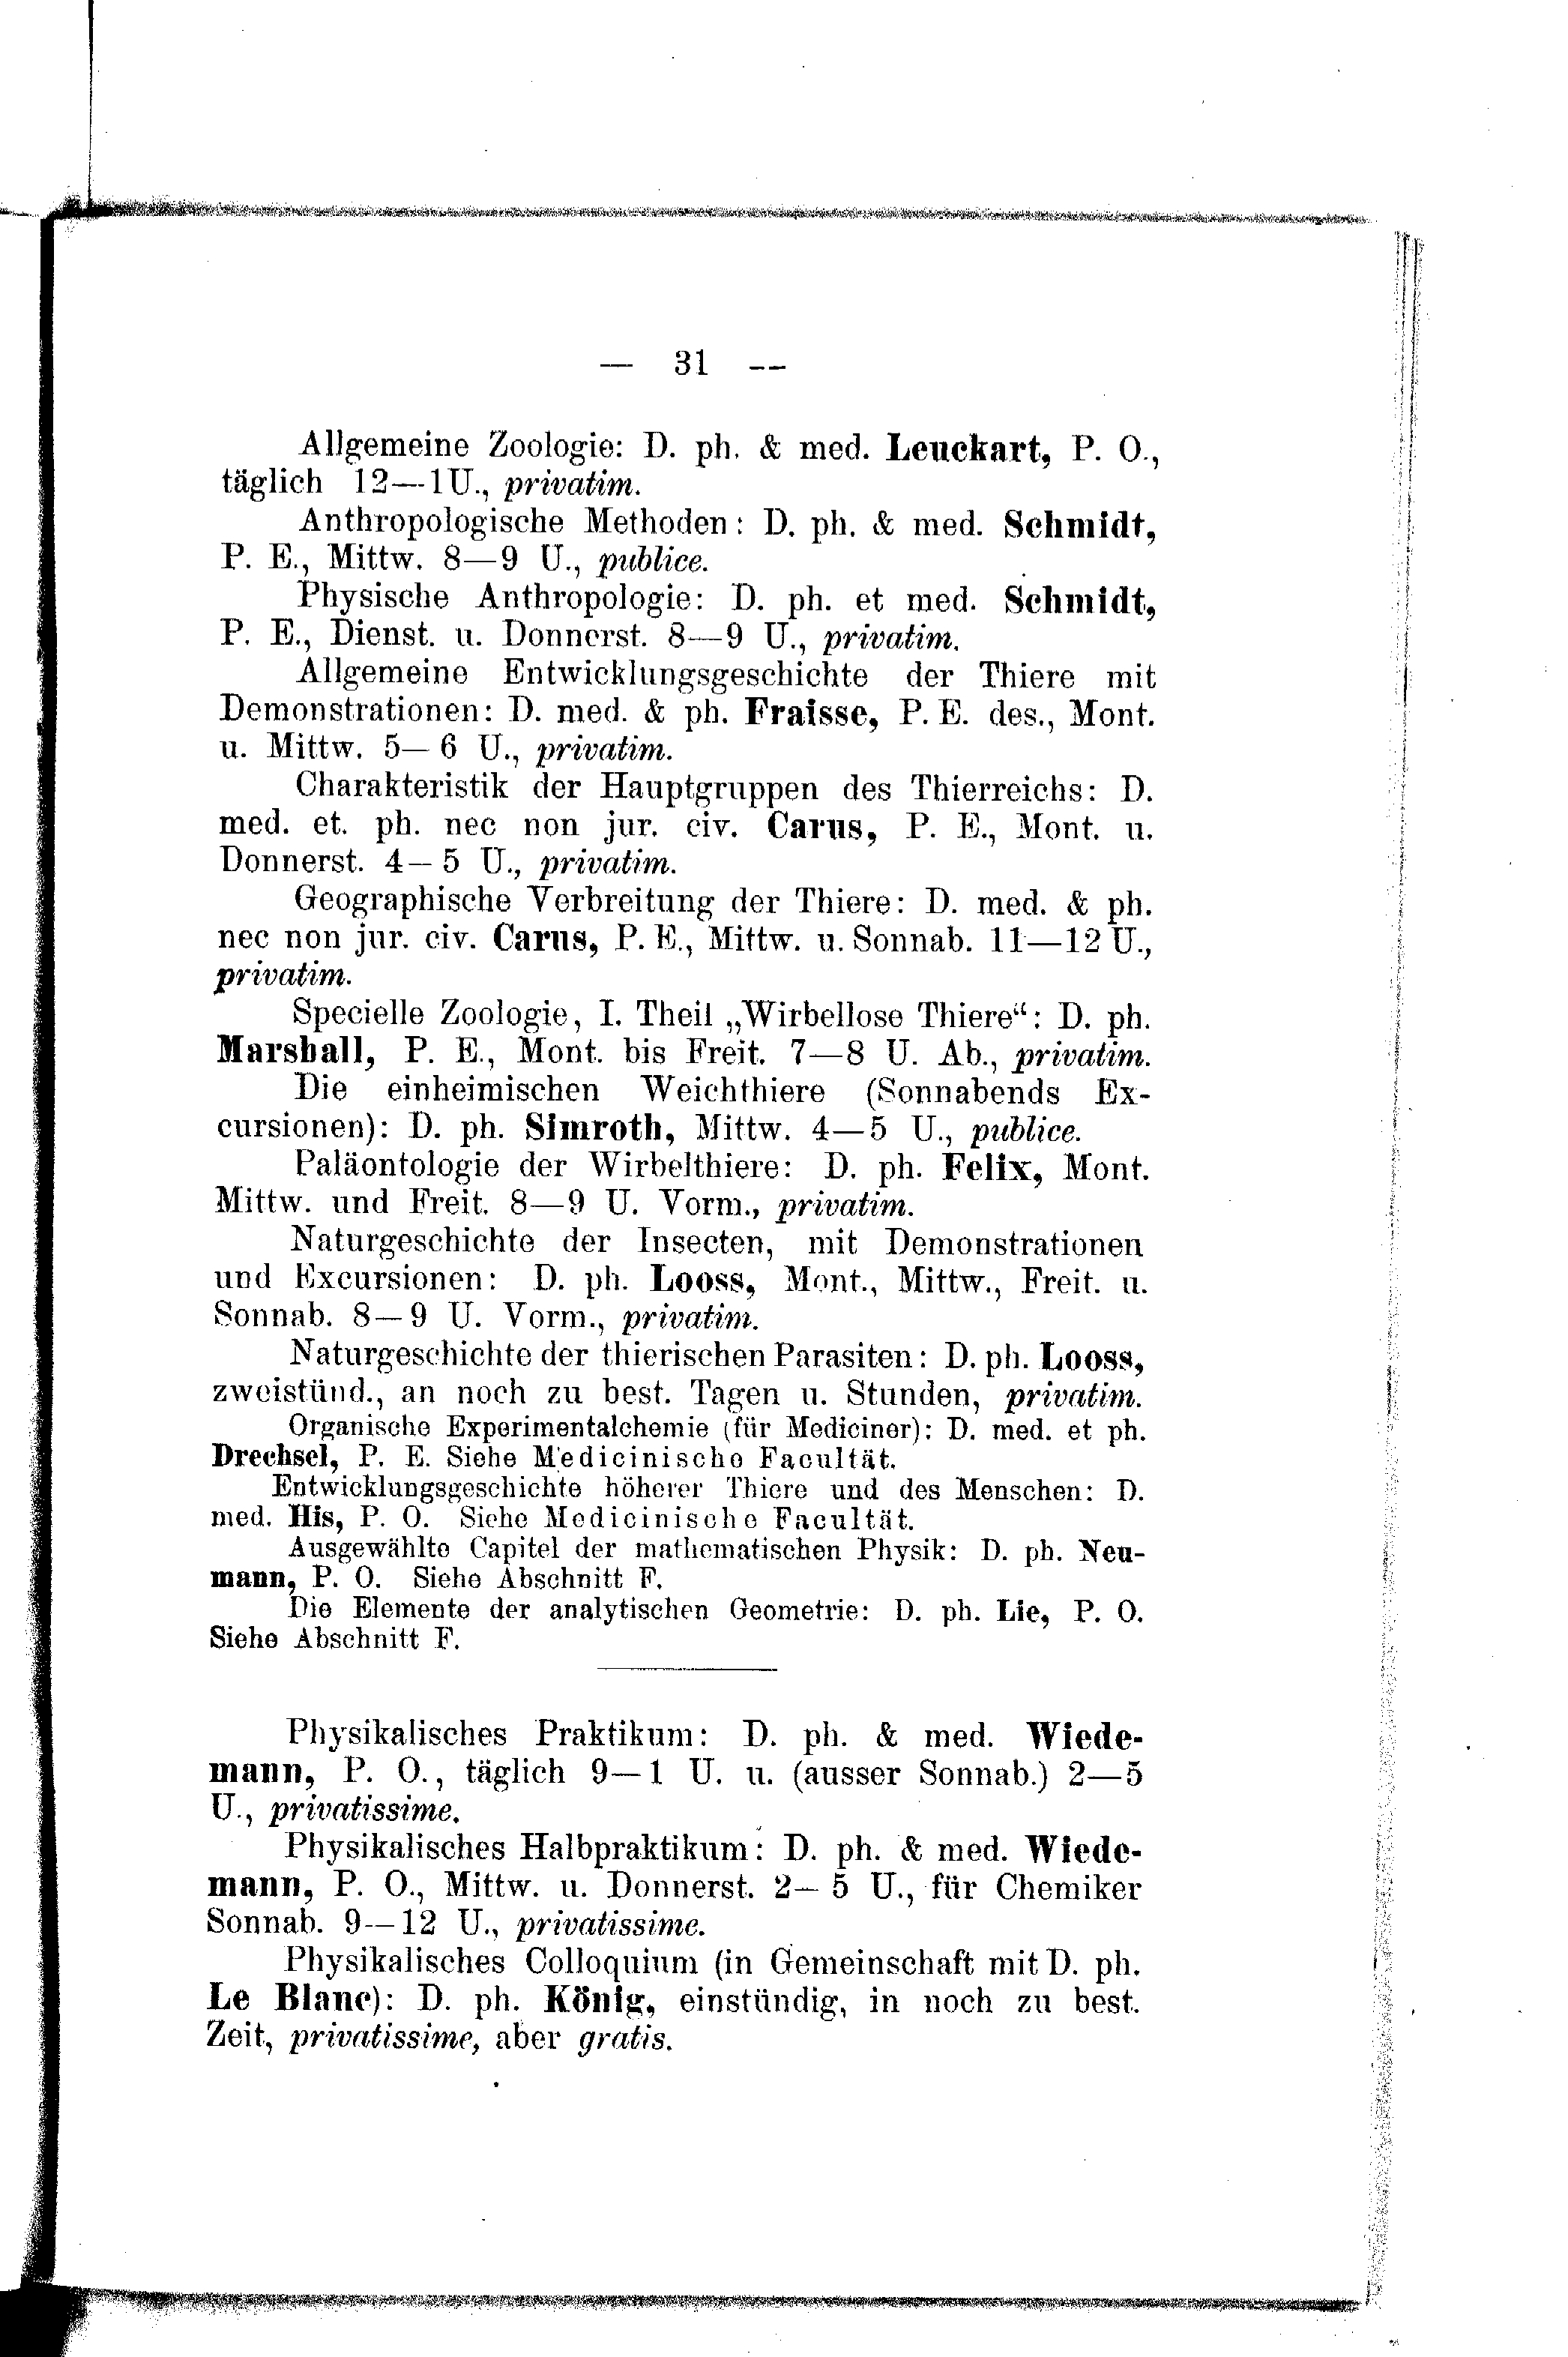 — 31 --
Allgemeine Zoologie: D. ph. & med. Leuckart, P. O.,
täglich 12—1U., privatim.
Anthropologische Methoden: D. ph. & med. Schmidt,
P. E., Mittw. 8—9 U., publice.
Physische Anthropologie: D. ph. et med. Schmidt,
P. E., Dienst. u. Donnerst. 8—9 U., privatim.
Allgemeine Entwicklungsgeschichte der Thiere mit
Demonstrationen: D. med. & ph. Fraisse, P. E. des., Mont.
u. Mittw. 5—6 U., privatim.
Charakteristik der Hauptgruppen des Thierreichs: D.
med. et. ph. nec non jur. civ. Carus, P. E., Mont. u.
Donnerst. 4—5 U., privatim.
Geographische Verbreitung der Thiere: D. med. & ph.
nec non jur. civ. Carus, P. E., Mittw. u. Sonnab. 11—12 U.,
privatim.
Specielle Zoologie, I. Theil „Wirbellose Thiere“: D. ph.
Marshall, P. E., Mont. bis Freit. 7—8 U. Ab., privatim.
Die einheimischen Weichthiere (Sonnabends Ex-
cursionen): D. ph. Simroth, Mittw. 4—5 U., publice.
Paläontologie der Wirbelthiere: D. ph. Felix, Mont.
Mittw. und Freit. 8—9 U. Vorm., privatim.
Naturgeschichte der Insecten, mit Demonstrationen
und Excursionen: D. ph. Looss, Mont., Mittw., Freit. u.
Sonnab. 8—9 U. Vorm., privatim.
Naturgeschichte der thierischen Parasiten: D. ph. Looss,
zweistünd., an noch zu best. Tagen u. Stunden, privatim.
Organische Experimentalchemie (für Mediciner): D. med. et ph.
Drechsel, P. E. Siehe Medicinische Facultät.
Entwicklungsgeschichte höherer Thiere und des Menschen: D.
med. His, P. O. Siehe Medicinische Facultät.
Ausgewählte Capitel der mathematischen Physik: D. ph. Neu-
mann, P. O. Siehe Abschnitt F.
Die Elemente der analytischen Geometrie: D. ph. Lie, P. O.
Siehe Abschnitt F.
Physikalisches Praktikum: D. ph. & med. Wiede-
mann, P. O., täglich 9—1 U. u. (ausser Sonnab.) 2—5
U., privatissime.
Physikalisches Halbpraktikum: D. ph. & med. Wiede-
mann, P. O., Mittw. u. Donnerst. 2—5 U., für Chemiker
Sonnab. 9—12 U., privatissime.
Physikalisches Colloquium (in Gemeinschaft mit D. ph.
Le Blanc): D. ph. König, einstündig, in noch zu best.
Zeit, privatissime, aber gratis.